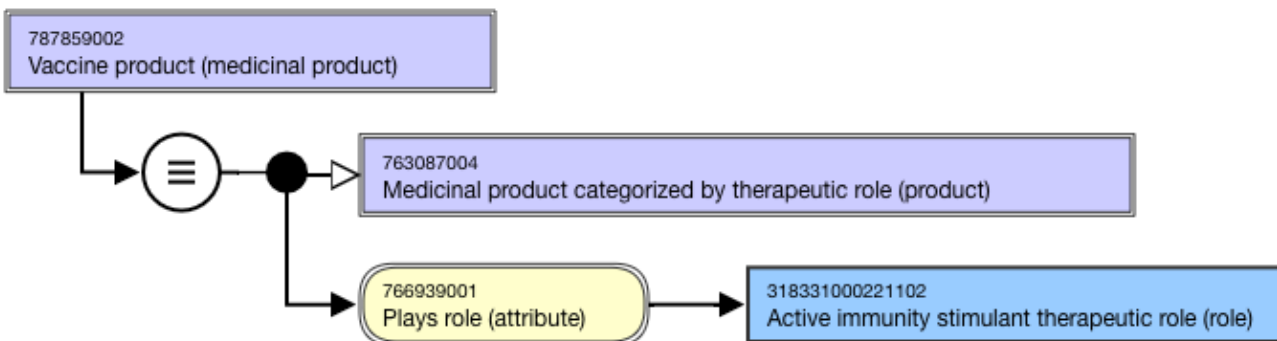 787859002
Vaccine product (medicinal product)
763087004
Medicinal product categorized by therapeutic role (product)
766939001
Plays role (attribute)
318331000221102
Active immunity stimulant therapeutic role (role)